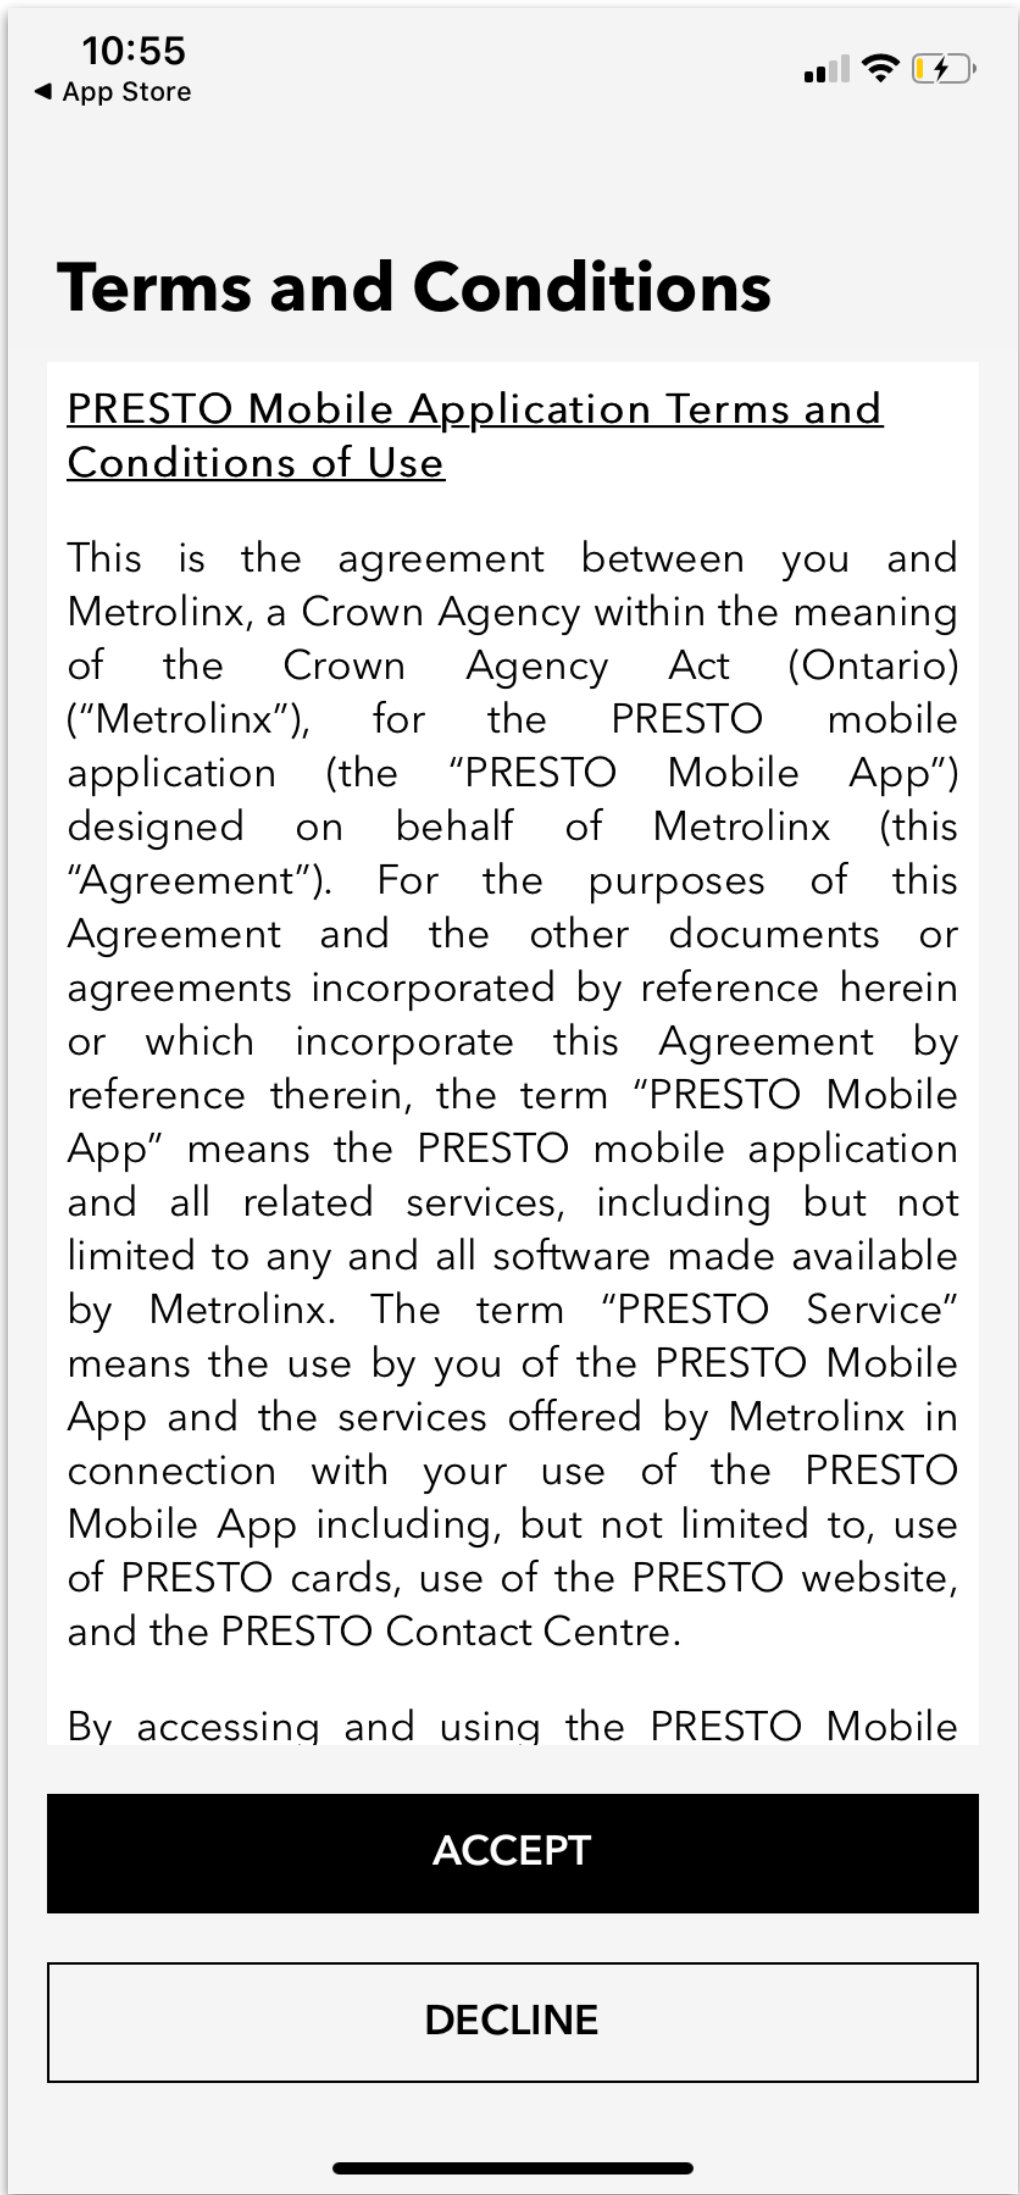 10:55
◀ App Store
Terms and Conditions
PRESTO Mobile Application Terms and
Conditions of Use
This is the agreement between you and
Metrolinx, a Crown Agency within the meaning
of the Crown Agency Act (Ontario)
(“Metrolinx”), for the PRESTO mobile
application (the “PRESTO Mobile App”)
designed on behalf of Metrolinx (this
“Agreement”). For the purposes of this
Agreement and the other documents or
agreements incorporated by reference herein
or which incorporate this Agreement by
reference therein, the term “PRESTO Mobile
App” means the PRESTO mobile application
and all related services, including but not
limited to any and all software made available
by Metrolinx. The term “PRESTO Service”
means the use by you of the PRESTO Mobile
App and the services offered by Metrolinx in
connection with your use of the PRESTO
Mobile App including, but not limited to, use
of PRESTO cards, use of the PRESTO website,
and the PRESTO Contact Centre.
By accessing and using the PRESTO Mobile
ACCEPT
DECLINE